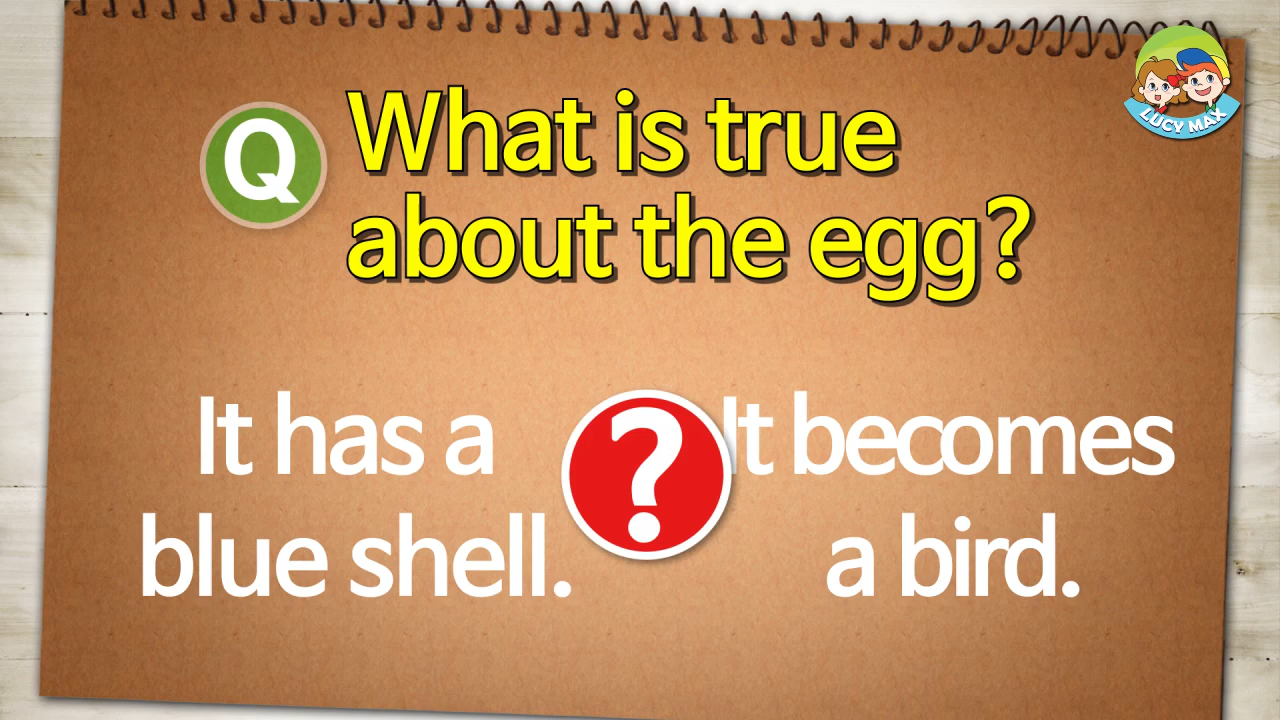 Q
What is true
about the egg?
It has a
blue shell.
?
It becomes
a bird.
LUCY MAX